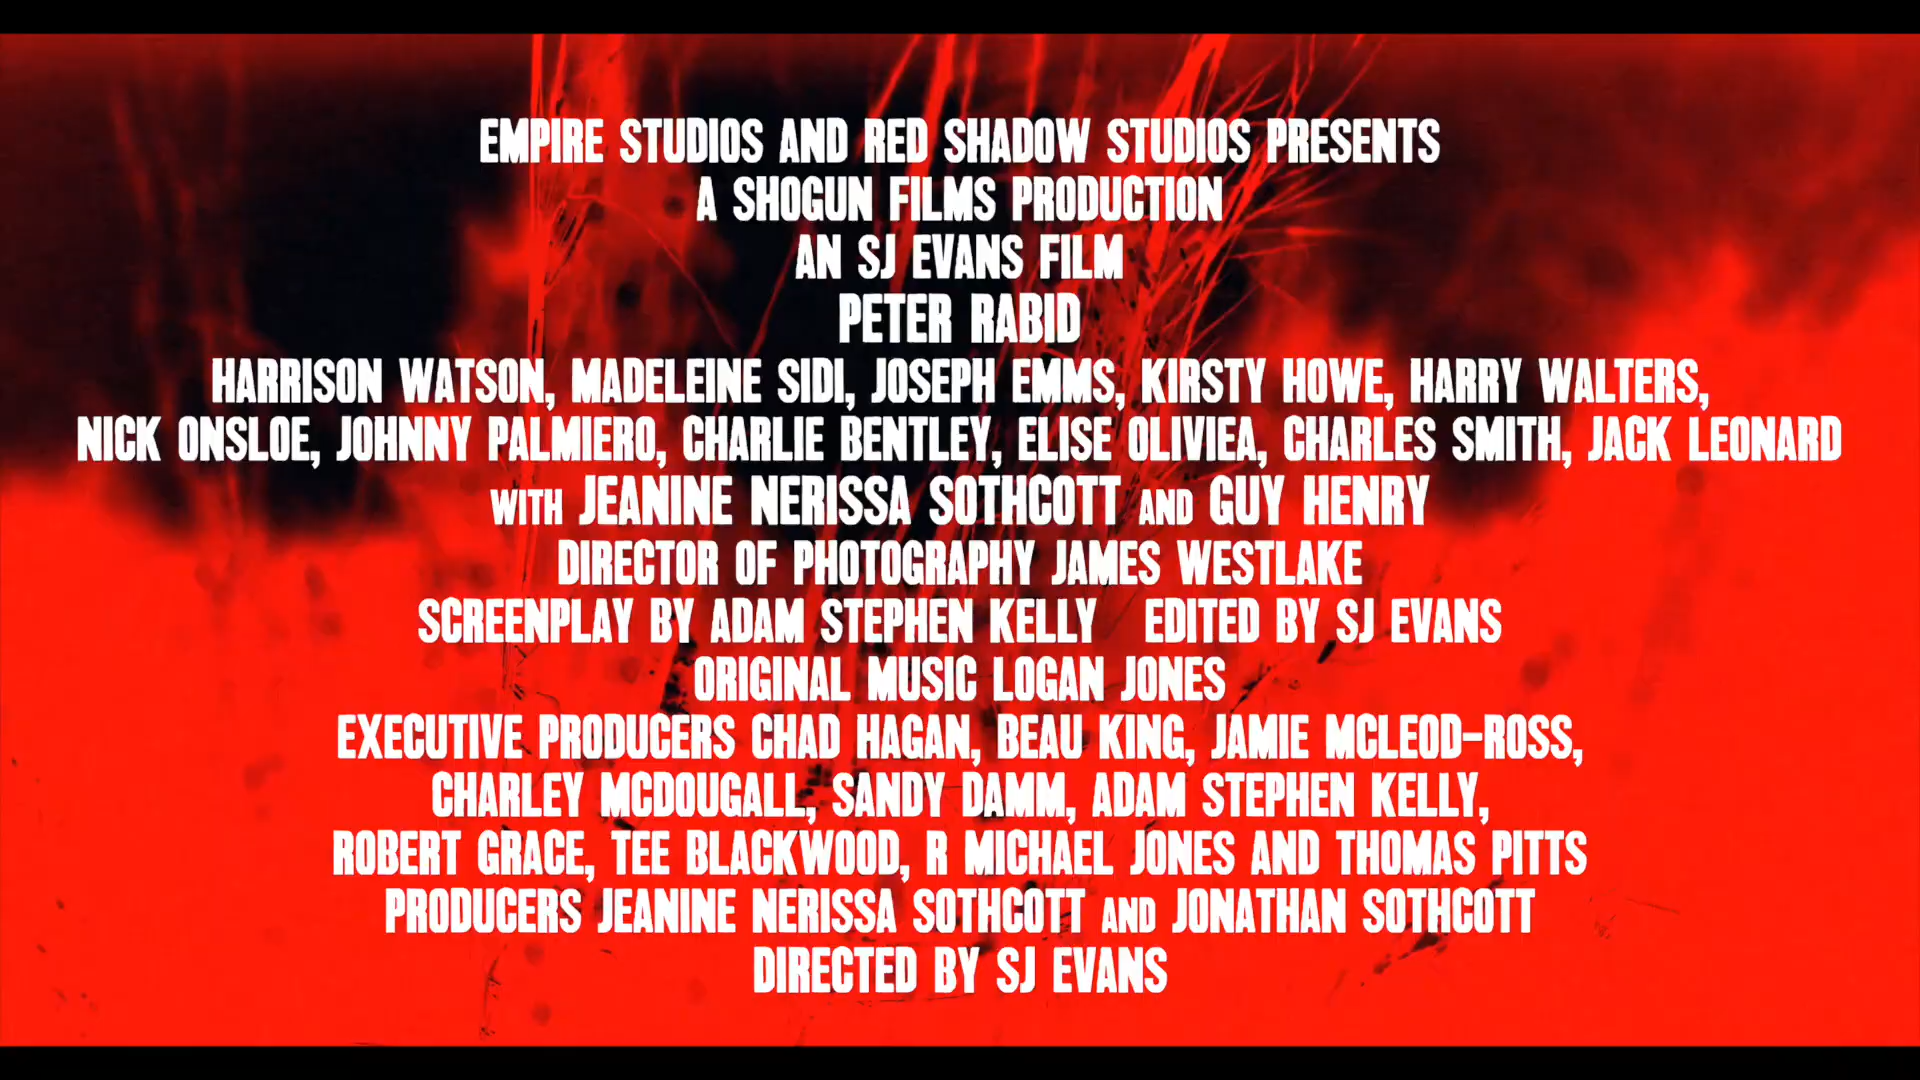 EMPIRE STUDIOS AND RED SHADOW STUDIOS PRESENTS
A SHOGUN FILMS PRODUCTION
AN SJ EVANS FILM
PETER RABID
HARRISON WATSON, MADELEINE SIDI, JOSEPH EMMS, KIRSTY HOWE, HARRY WALTERS,
NICK ONSLOE, JOHNNY PALMIERO, CHARLIE BENTLEY, ELISE OLIVIEA, CHARLES SMITH, JACK LEONARD
WITH JEANINE NERISSA SOTHCOTT AND GUY HENRY
DIRECTOR OF PHOTOGRAPHY JAMES WESTLAKE
SCREENPLAY BY ADAM STEPHEN KELLY EDITED BY SJ EVANS
ORIGINAL MUSIC LOGAN JONES
EXECUTIVE PRODUCERS CHAD HAGAN, BEAU KING, JAMIE MCLEOD-ROSS,
CHARLEY MCDOUGALL, SANDY DAMM, ADAM STEPHEN KELLY,
ROBERT GRACE, TEE BLACKWOOD, R MICHAEL JONES AND THOMAS PITTS
PRODUCERS JEANINE NERISSA SOTHCOTT AND JONATHAN SOTHCOTT
DIRECTED BY SJ EVANS